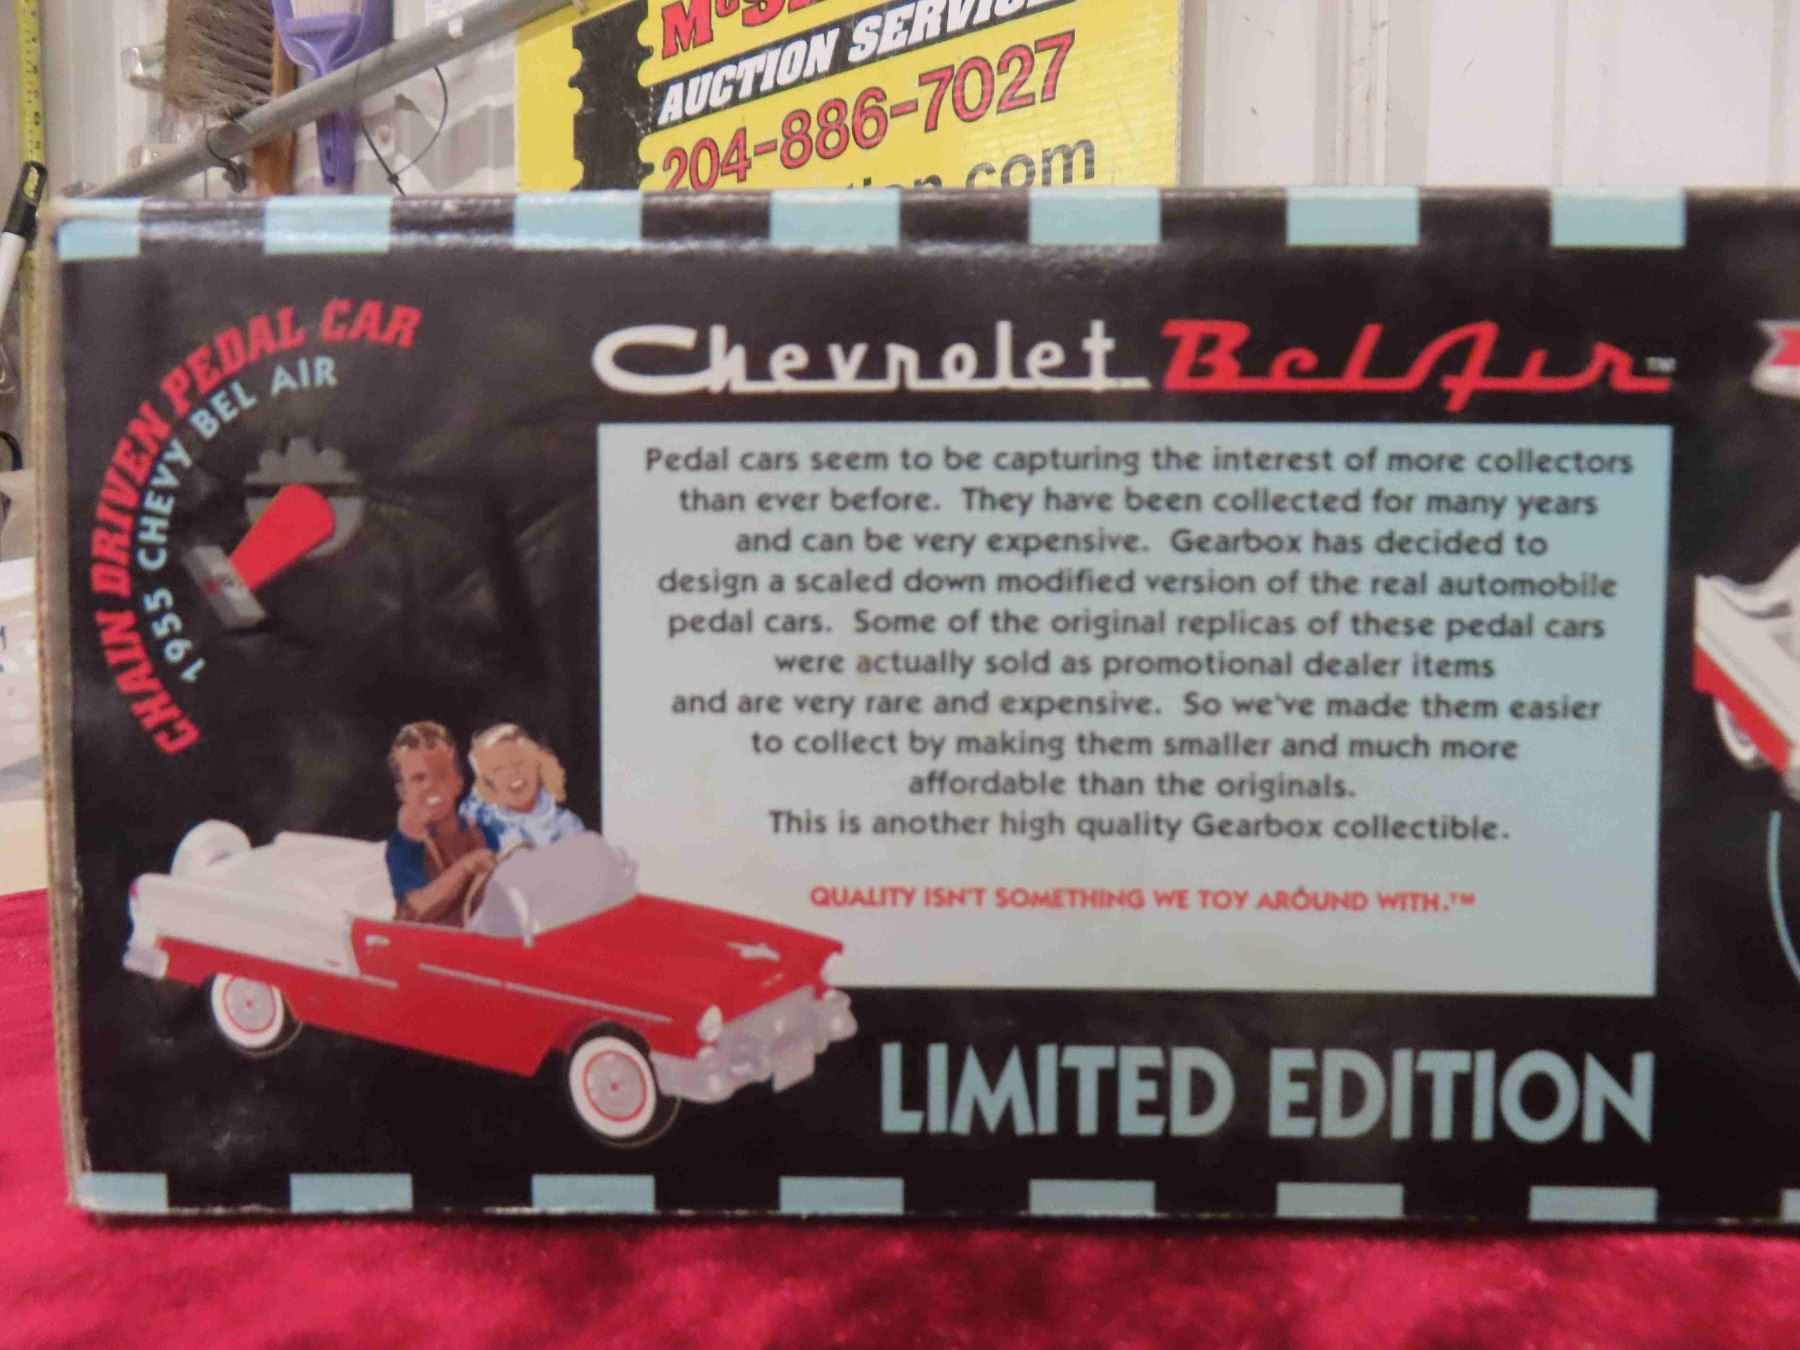 AUCTION
204-886-7027
.com
CHAIN DRIVEN PEDAL CAR
1955 CHEVY BEL AIR
Chevrolet Bel Air™
Pedal cars seem to be capturing the interest of more collectors
than ever before. They have been collected for many years
and can be very expensive. Gearbox has decided to
design a scaled down modified version of the real automobile
pedal cars. Some of the original replicas of these pedal cars
were actually sold as promotional dealer items
and are very rare and expensive. So we've made them easier
to collect by making them smaller and much more
affordable than the originals.
This is another high quality Gearbox collectible.
QUALITY ISN'T SOMETHING WE TOY AROUND WITH.™
LIMITED EDITION